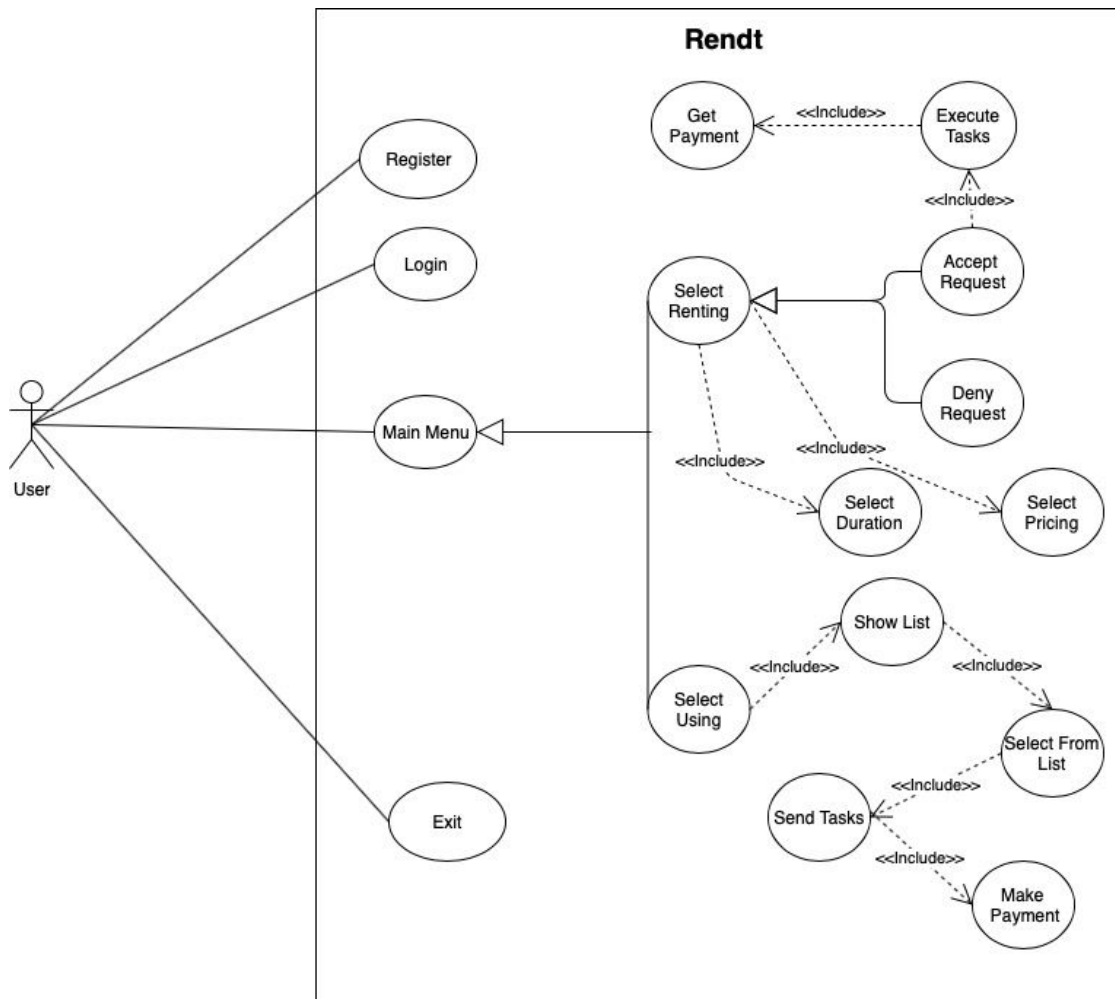 Rendt
Get
Payment
<<Include>>
Execute
Tasks
Register
<<Include>>
Login
Accept
Request
Select
Renting
Deny
Request
Main Menu
User
<<Include>>
<<Include>>
Select
Duration
Select
Pricing
Show List
<<Include>>
<<Include>>
Select
Using
Select From
List
<<Include>>
Send Tasks
Exit
<<Include>>
Make
Payment